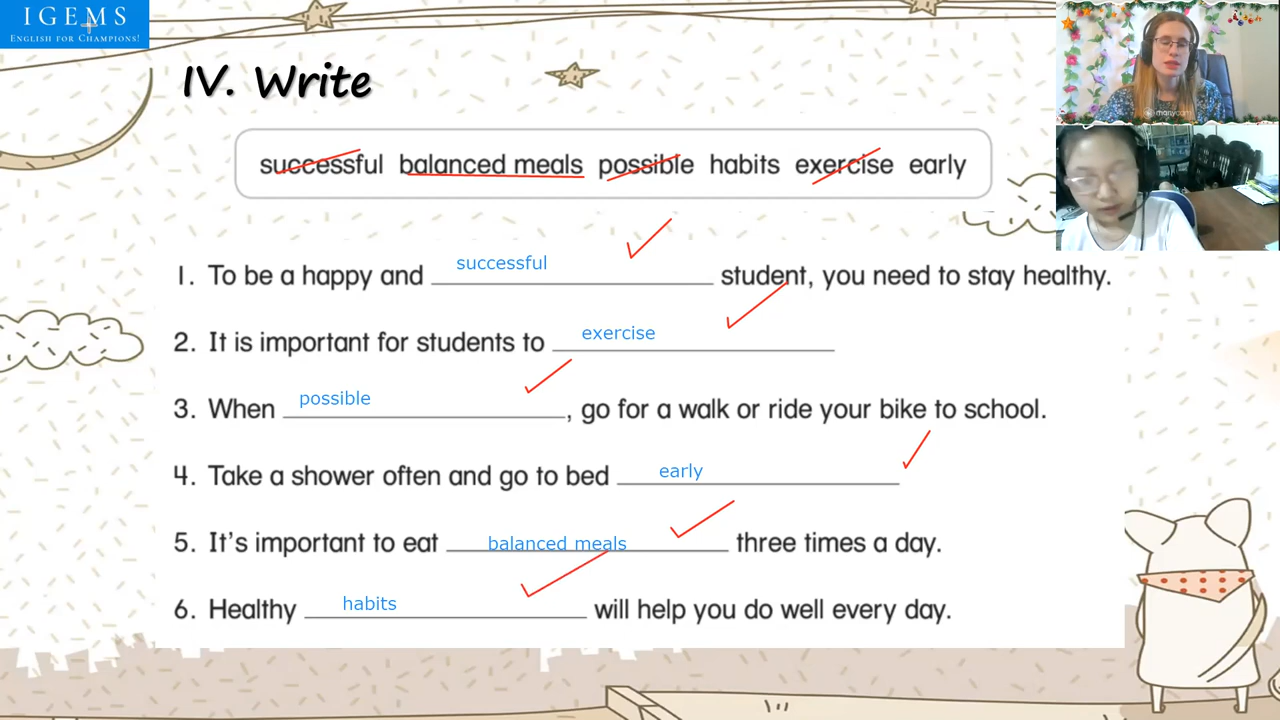 IGEMS
ENGLISH FOR CHAMPIONS!
IV. Write
successful balanced meals possible habits exercise early
1. To be a happy and successful student, you need to stay healthy.
2. It is important for students to exercise
3. When possible, go for a walk or ride your bike to school.
4. Take a shower often and go to bed early
5. It's important to eat balanced meals three times a day.
6. Healthy habits will help you do well every day.
manycam